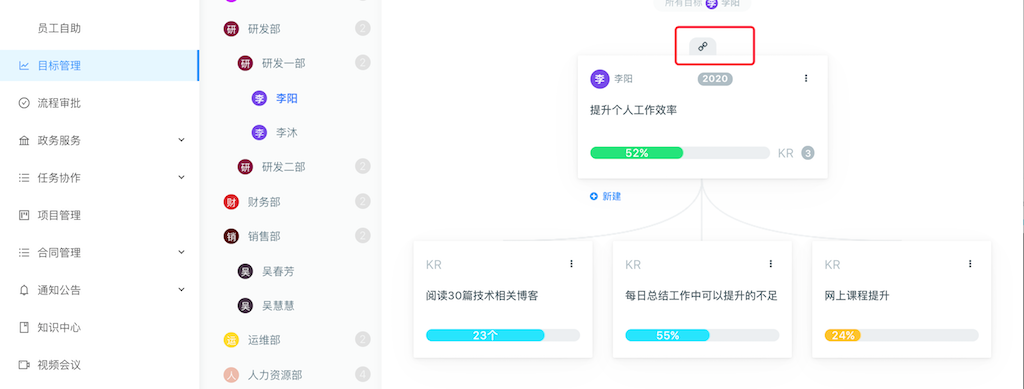 员工自助
目标管理
流程审批
政务服务
任务协作
项目管理
合同管理
通知公告
知识中心
视频会议
研 研发部 2
研 研发一部 2
李 李阳
李 李沐
研 研发二部 2
财 财务部 2
销 销售部 2
吴 吴春芳
吴 吴慧慧
运 运维部 2
人 人力资源部 4
所有目标 李 李阳
李 李阳 2020
提升个人工作效率
52% KR 3
新建
KR
阅读30篇技术相关博客
23个
KR
每日总结工作中可以提升的不足
55%
KR
网上课程提升
24%